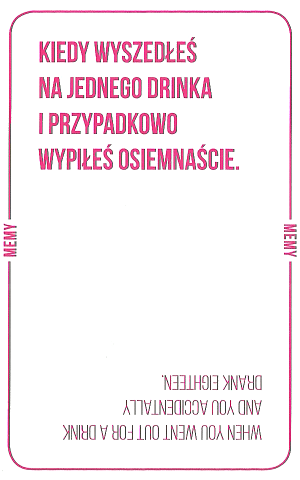 KIEDY WYSZEDŁEŚ
NA JEDNEGO DRINKA
I PRZYPADKOWO
WYPIŁEŚ OSIEMNAŚCIE.
MEMY
MEMY
WHEN YOU WENT OUT FOR A DRINK
AND YOU ACCIDENTALLY
DRANK EIGHTEEN.